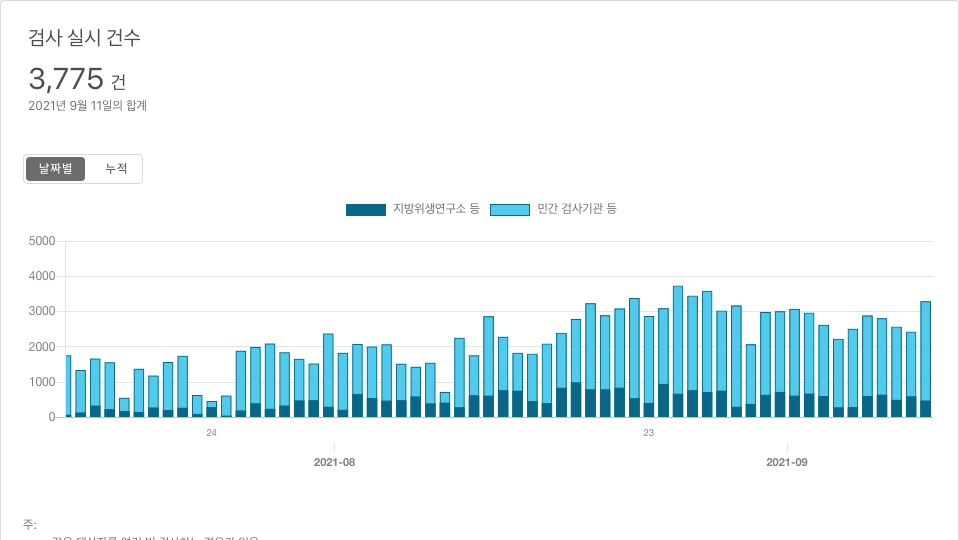 검사 실시 건수
3,775 건
2021년 9월 11일의 합계
날짜별 누적
지방위생연구소 등 민간 검사기관 등
5000
4000
3000
2000
1000
0
24 23
2021-08 2021-09
주: